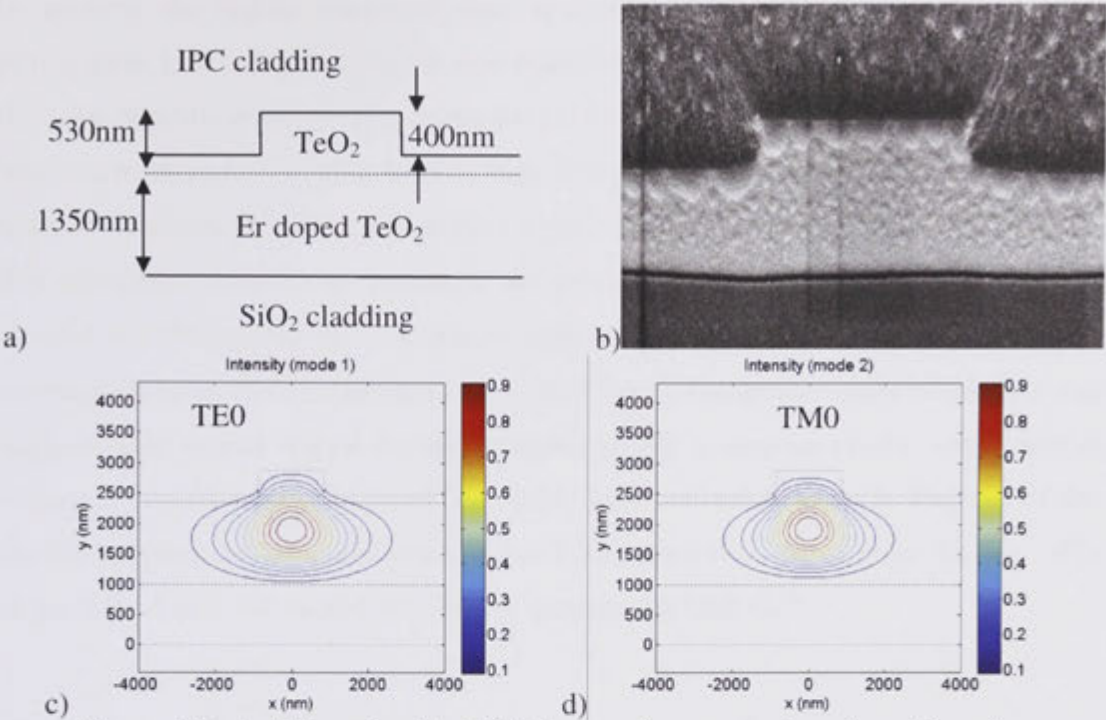 IPC cladding
530nm
TeO₂
400nm
1350nm
Er doped TeO₂
SiO₂ cladding
a)
b)
Intensity (mode 1)
TE0
4000
3500
3000
2500
2000
1500
1000
500
0
y (nm)
-4000
-2000
0
2000
4000
x (nm)
0.9
0.8
0.7
0.6
0.5
0.4
0.3
0.2
0.1
c)
Intensity (mode 2)
TM0
4000
3500
3000
2500
2000
1500
1000
500
0
y (nm)
-4000
-2000
0
2000
4000
x (nm)
0.9
0.8
0.7
0.6
0.5
0.4
0.3
0.2
0.1
d)